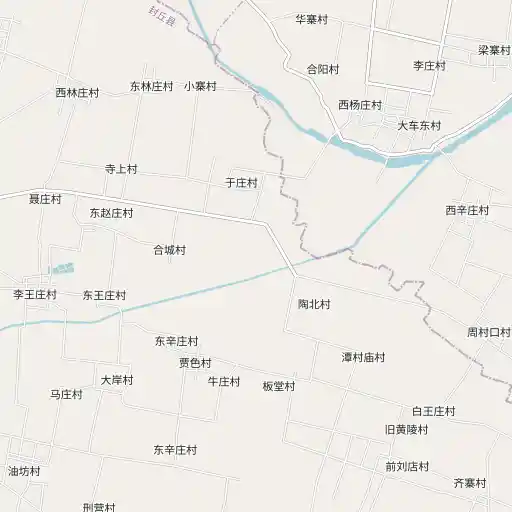 华寨村
封丘县
梁寨村
李庄村
合阳村
东林庄村
小寨村
西林庄村
西杨庄村
大车东村
寺上村
于庄村
聂庄村
东赵庄村
西辛庄村
合城村
李王庄村
东王庄村
陶北村
周村口村
东辛庄村
潭村庙村
贾色村
大岸村
牛庄村
板堂村
马庄村
白王庄村
旧黄陵村
东辛庄村
前刘店村
油坊村
齐寨村
刑营村